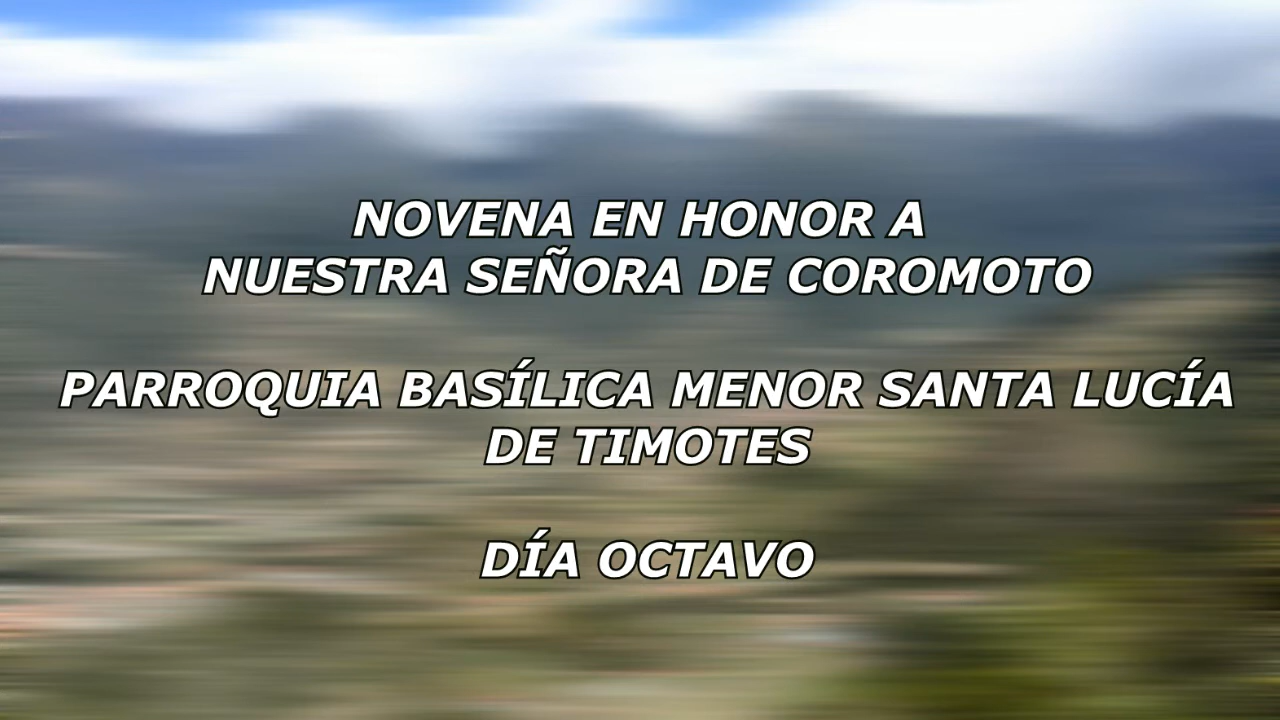 NOVENA EN HONOR A
NUESTRA SEÑORA DE COROMOTO
PARROQUIA BASÍLICA MENOR SANTA LUCÍA
DE TIMOTES
DÍA OCTAVO